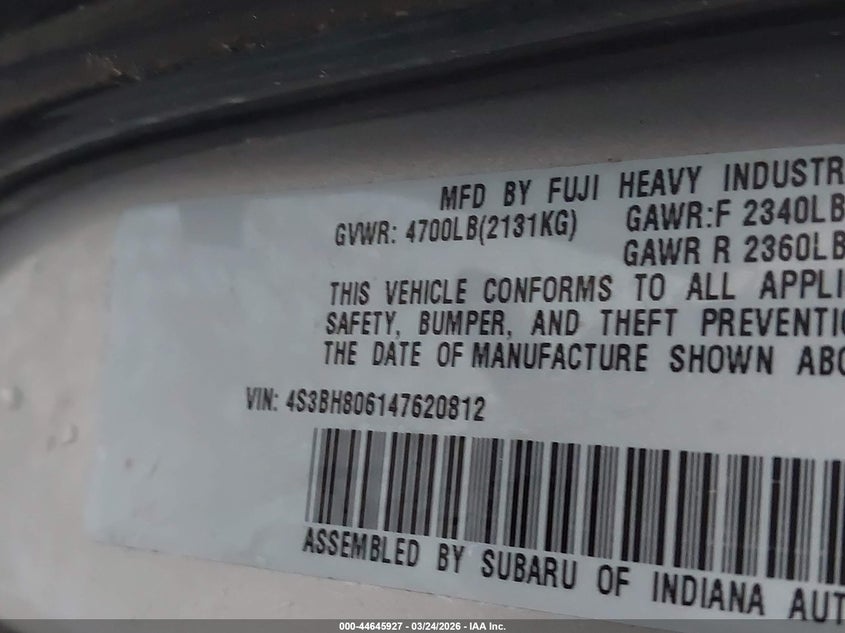 MFD BY FUJI HEAVY INDUSTR
GVWR: 4700LB(2131KG) GAWR:F 2340LB
GAWR R 2360LB
THIS VEHICLE CONFORMS TO ALL APPLI
SAFETY, BUMPER, AND THEFT PREVENTI
THE DATE OF MANUFACTURE SHOWN ABO
VIN: 4S3BH806147620812
ASSEMBLED BY SUBARU OF INDIANA AUT
000-44645927 - 03/24/2026 - IAA Inc.